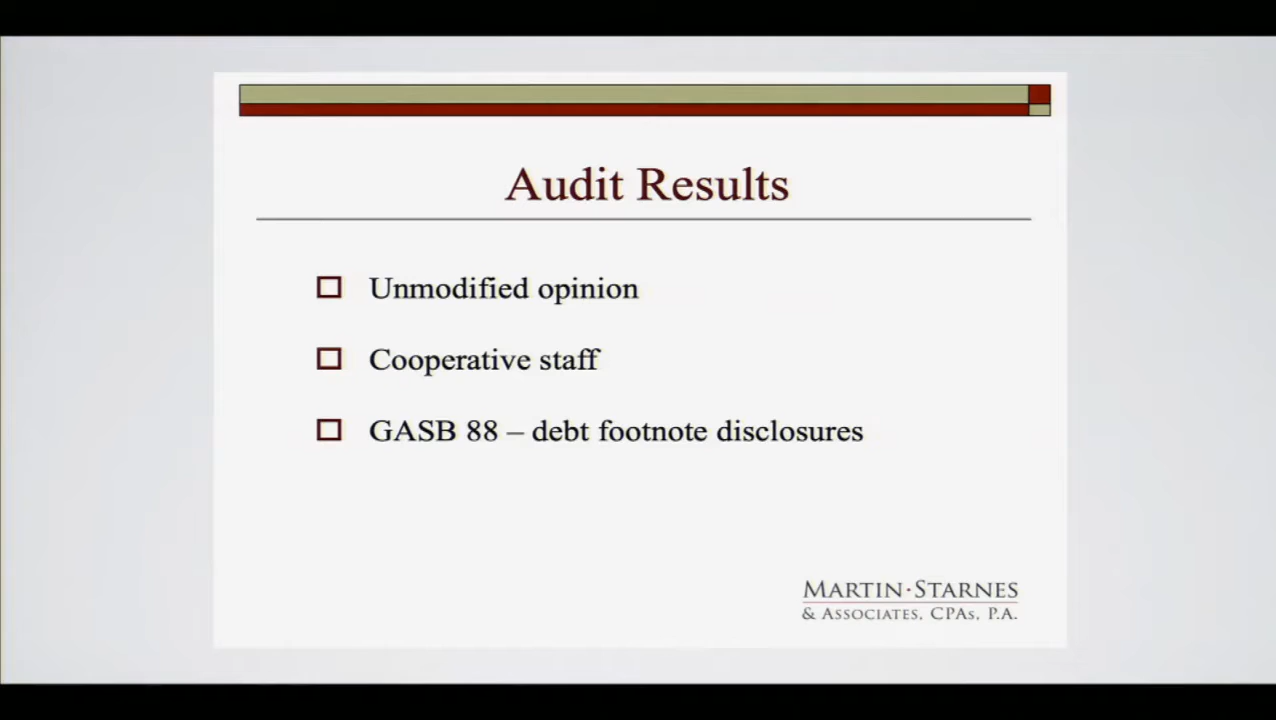 Audit Results
Unmodified opinion
Cooperative staff
GASB 88 – debt footnote disclosures
MARTIN·STARNES
& ASSOCIATES, CPAS, P.A.